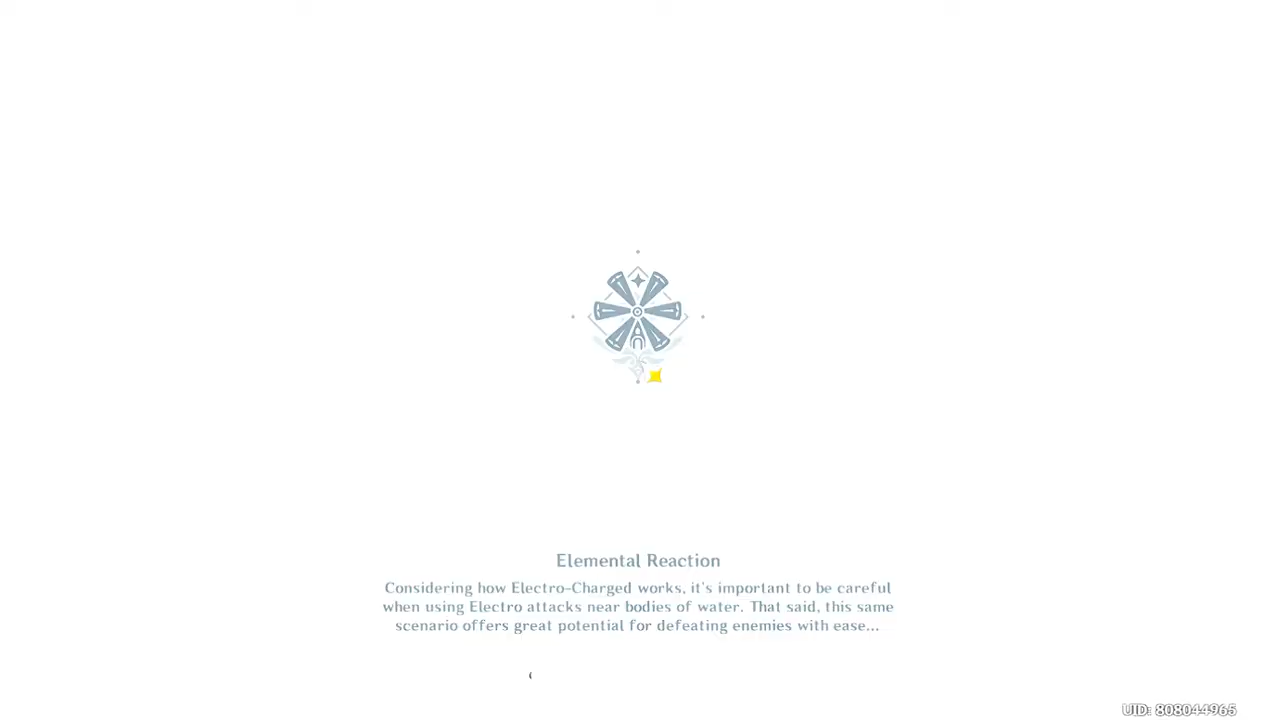 Elemental Reaction
Considering how Electro-Charged works, it's important to be careful
when using Electro attacks near bodies of water. That said, this same
scenario offers great potential for defeating enemies with ease...
UID: 808044965